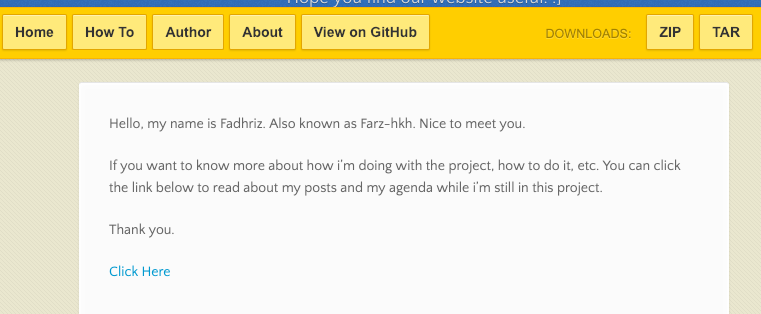 Hope you find our website useful. :]
Home How To Author About View on GitHub DOWNLOADS: ZIP TAR
Hello, my name is Fadhriz. Also known as Farz-hkh. Nice to meet you.
If you want to know more about how i'm doing with the project, how to do it, etc. You can click
the link below to read about my posts and my agenda while i'm still in this project.
Thank you.
Click Here